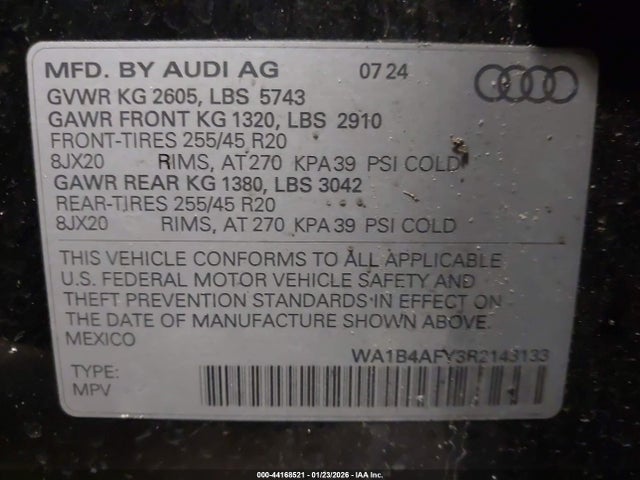 MFD. BY AUDI AG 07 24
GVWR KG 2605, LBS 5743
GAWR FRONT KG 1320, LBS 2910
FRONT-TIRES 255/45 R20
8JX20 RIMS, AT 270 KPA 39 PSI COLD
GAWR REAR KG 1380, LBS 3042
REAR-TIRES 255/45 R20
8JX20 RIMS, AT 270 KPA 39 PSI COLD
THIS VEHICLE CONFORMS TO ALL APPLICABLE
U.S. FEDERAL MOTOR VEHICLE SAFETY AND
THEFT PREVENTION STANDARDS IN EFFECT ON
THE DATE OF MANUFACTURE SHOWN ABOVE.
MEXICO
WA1B4AFY3R2143133
TYPE:
MPV
000-44168521 - 01/23/2026 - IAA Inc.